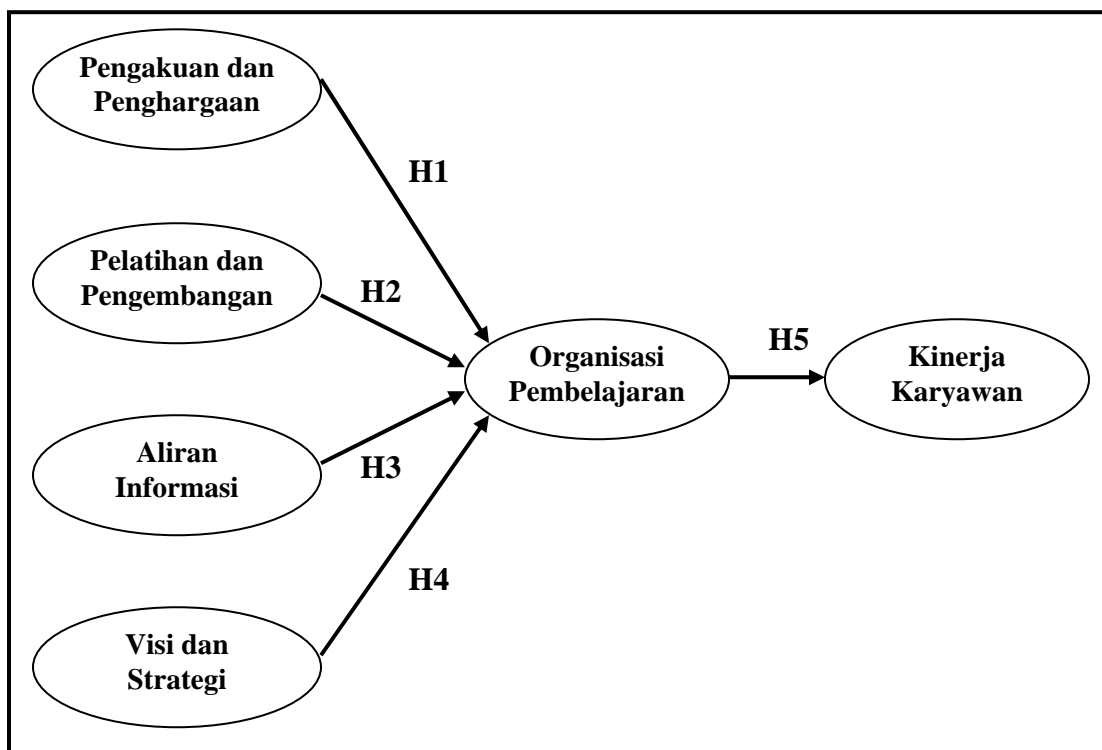 Pengakuan dan
Penghargaan
H1
Pelatihan dan
Pengembangan
H2
Organisasi
Pembelajaran
H5
Kinerja
Karyawan
Aliran
Informasi
H3
H4
Visi dan
Strategi